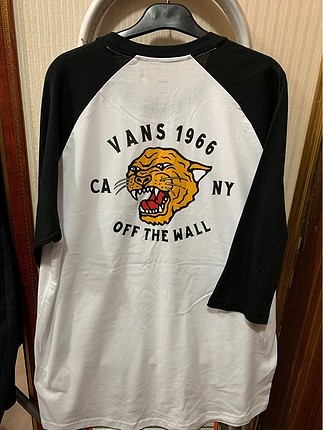 VANS 1966
CA NY
OFF THE WALL